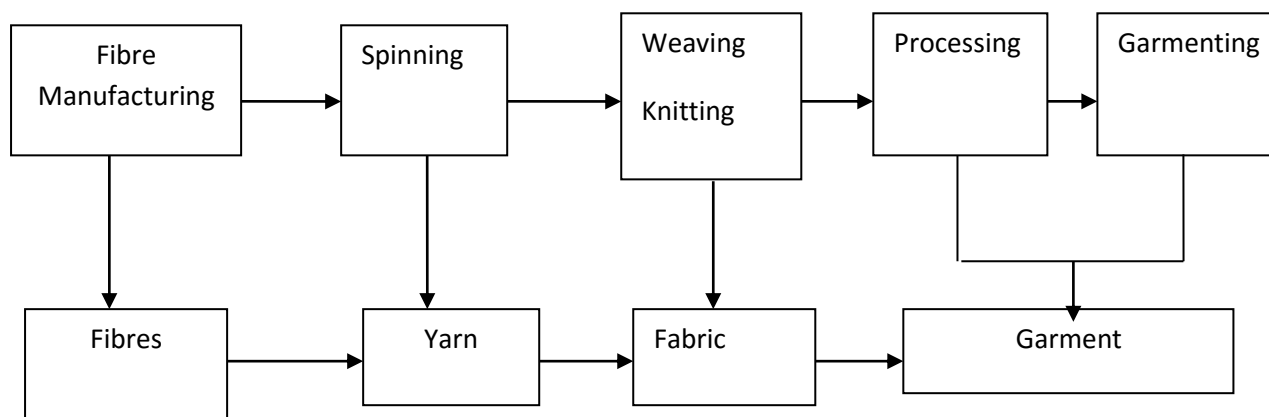 Fibre
Manufacturing
Spinning
Weaving
Knitting
Processing
Garmenting
Fibres
Yarn
Fabric
Garment